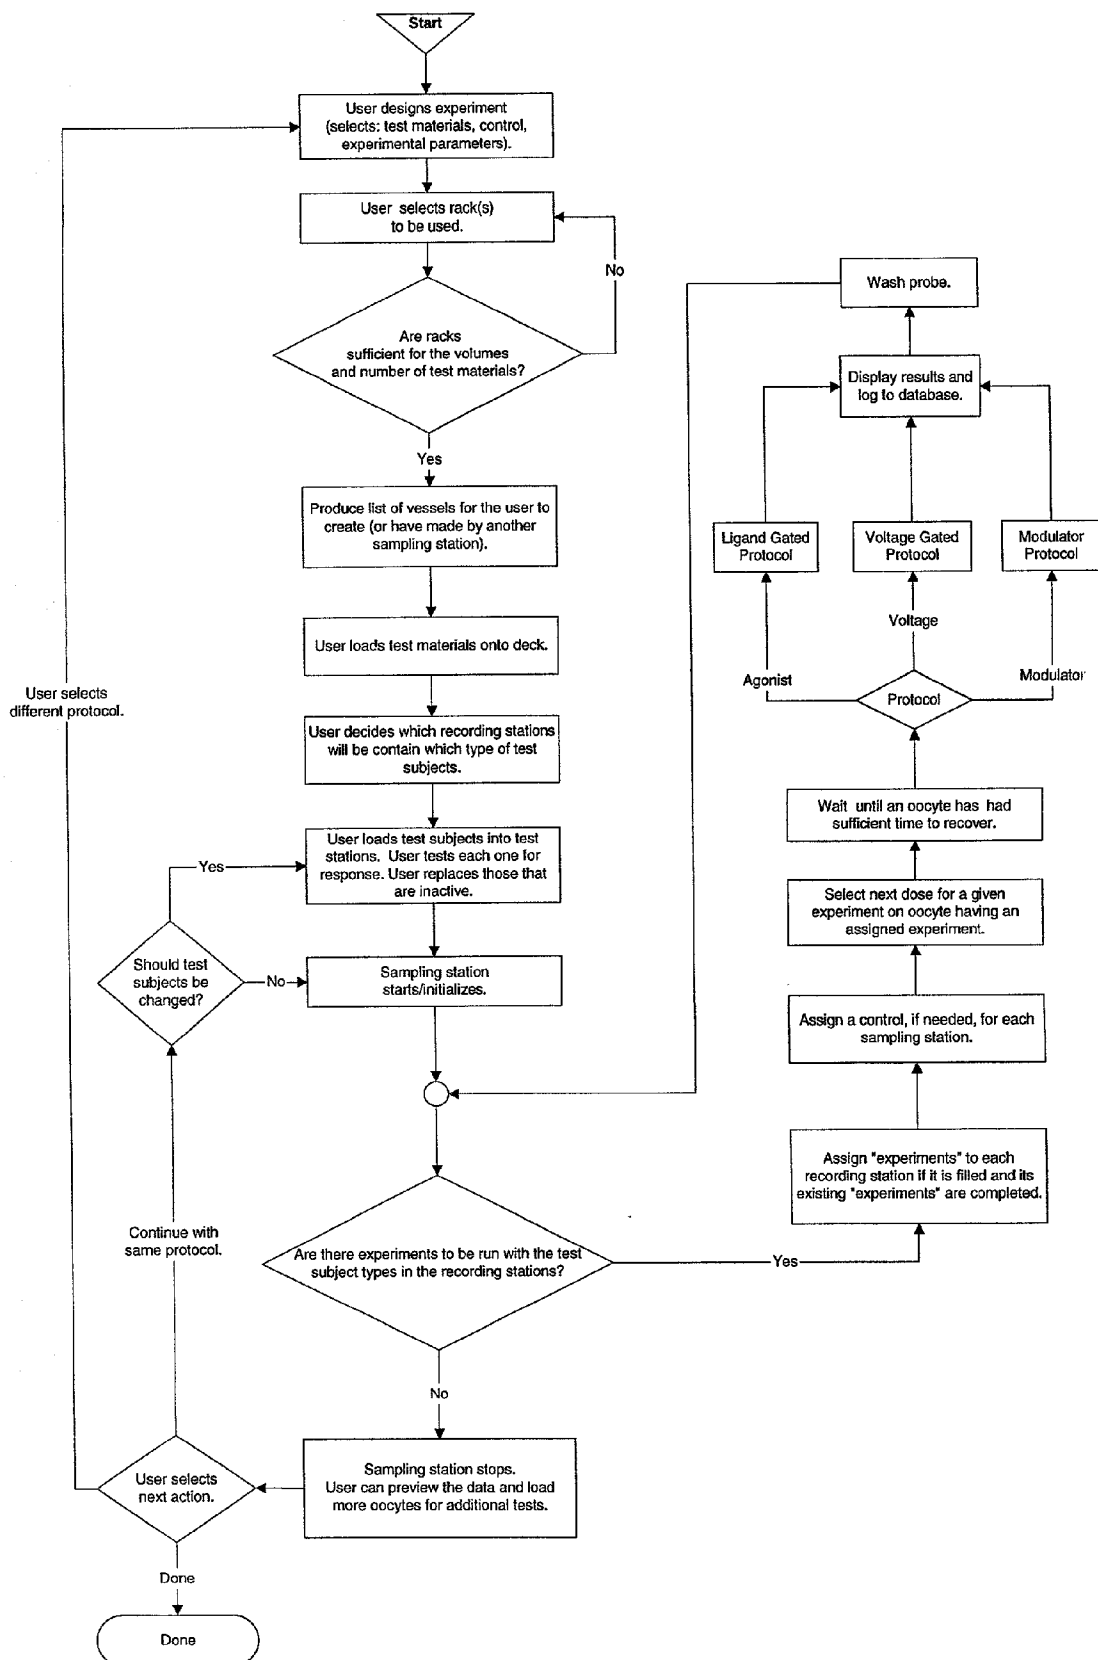 Start
User designs experiment
(selects: test materials, control,
experimental parameters).
User selects rack(s)
to be used.
No
Are racks
sufficient for the volumes
and number of test materials?
Yes
Produce list of vessels for the user to
create (or have made by another
sampling station).
User loads test materials onto deck.
User selects
different protocol.
User decides which recording stations
will be contain which type of test
subjects.
User loads test subjects into test
stations. User tests each one for
response. User replaces those that
are inactive.
Yes
Should test
subjects be
changed?
No
Sampling station
starts/initializes.
Continue with
same protocol.
Are there experiments to be run with the test
subject types in the recording stations?
Yes
No
Sampling station stops.
User can preview the data and load
more oocytes for additional tests.
User selects
next action.
Done
Done
Wash probe.
Display results and
log to database.
Ligand Gated
Protocol
Voltage Gated
Protocol
Modulator
Protocol
Agonist
Voltage
Modulator
Protocol
Wait until an oocyte has had
sufficient time to recover.
Select next dose for a given
experiment on oocyte having an
assigned experiment.
Assign a control, if needed, for each
sampling station.
Assign "experiments" to each
recording station if it is filled and its
existing "experiments" are completed.